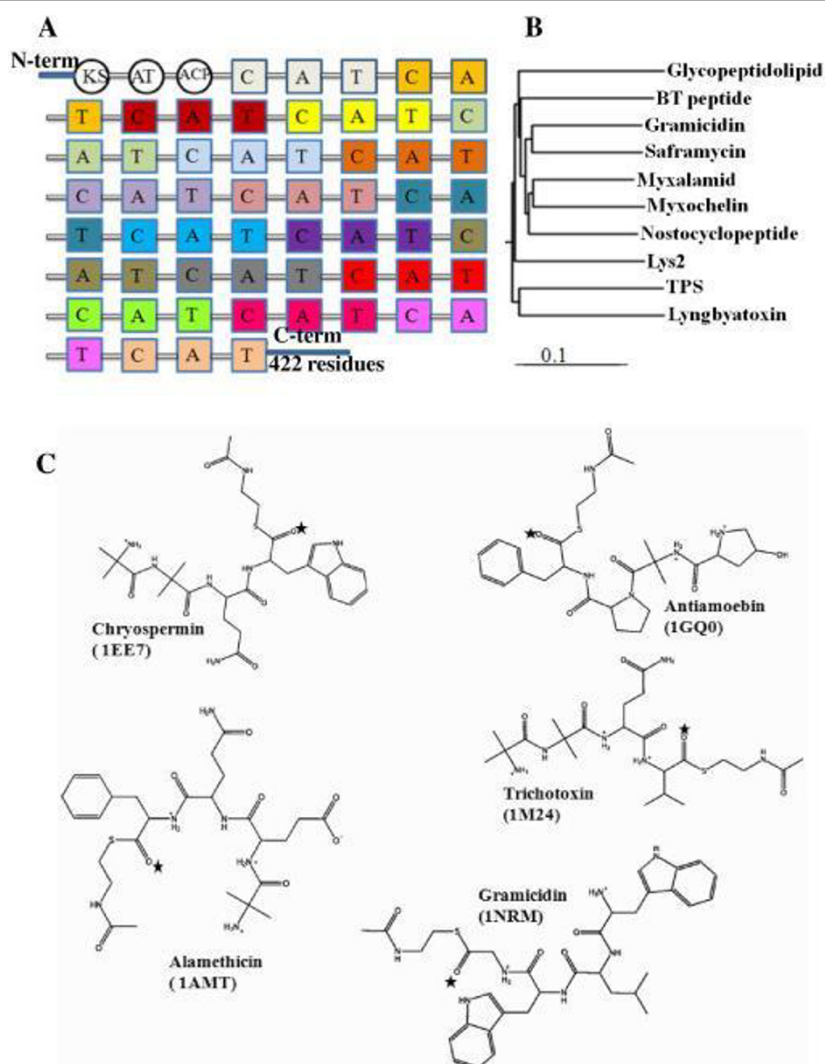 A
B
N-term
KS AT ACP C A T C A
T C A T C A T C
A T C A T C A T
C A T C A T C A
T C A T C A T C
A T C A T C A T
C A T C A T C A
T C A T
C-term
422 residues
Glycopeptidolipid
BT peptide
Gramicidin
Saframycin
Myxalamid
Myxochelin
Nostocyclopeptide
Lys2
TPS
Lyngbyatoxin
0.1
C
Chryospermin
( 1EE7)
Antiamoebin
(1GQ0)
Trichotoxin
(1M24)
Alamethicin
( 1AMT)
Gramicidin
(1NRM)